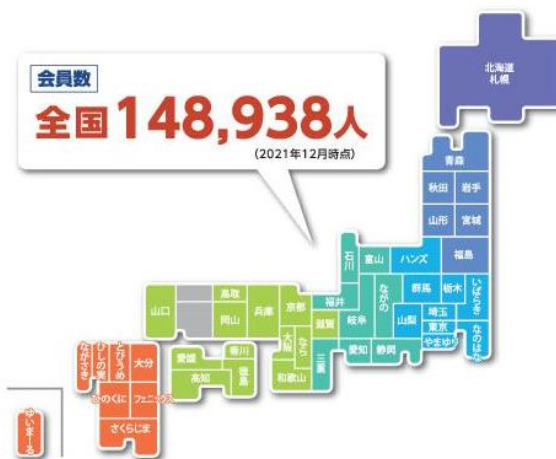 会員数
全国148,938人
(2021年12月時点)
北海道
札幌
青森
秋田
岩手
山形
宮城
福島
石川
富山
ハンズ
福井
ながの
群馬
栃木
いばらき
岐阜
山梨
埼玉
東京
やまゆり
なのはな
愛知
静岡
三重
滋賀
京都
兵庫
大阪
なら
和歌山
鳥取
岡山
山口
愛媛
香川
高知
徳島
ながさき
ひしの実
とびうめ
大分
ひのくに
フェニックス
さくらじま
ゆいまーる